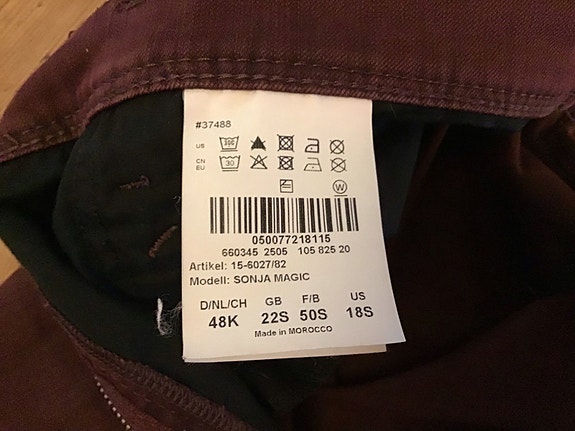 #37488
US
CN
EU 30
W
050077218115
660345 2505 105 825 20
Artikel: 15-6027/82
Modell: SONJA MAGIC
D/NL/CH GB F/B US
48K 22S 50S 18S
Made in MOROCCO